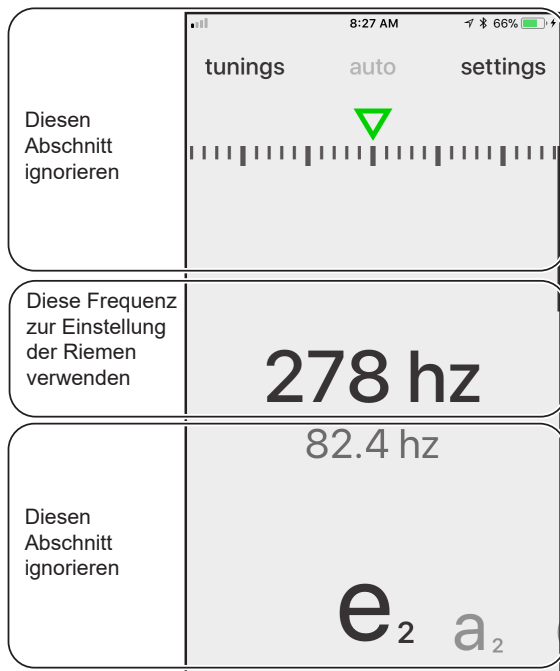 8:27 AM 66%
tunings auto settings
Diesen
Abschnitt
ignorieren
Diese Frequenz
zur Einstellung
der Riemen
verwenden
278 hz
82.4 hz
Diesen
Abschnitt
ignorieren
e2 a2